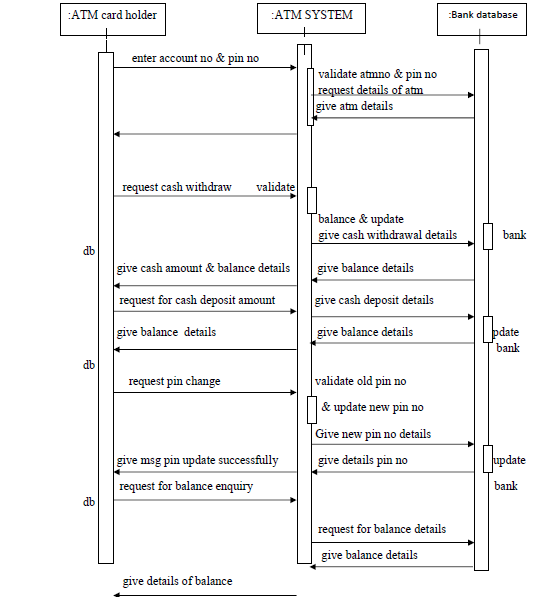 :ATM card holder
:ATM SYSTEM
:Bank database
enter account no & pin no
validate atmno & pin no
request details of atm
give atm details
request cash withdraw validate
balance & update
give cash withdrawal details
bank
db
give cash amount & balance details
give balance details
request for cash deposit amount
give cash deposit details
give balance details
give balance details
pdate
bank
db
request pin change
validate old pin no
& update new pin no
Give new pin no details
give msg pin update successfully
give details pin no
update
request for balance enquiry
bank
db
request for balance details
give balance details
give details of balance